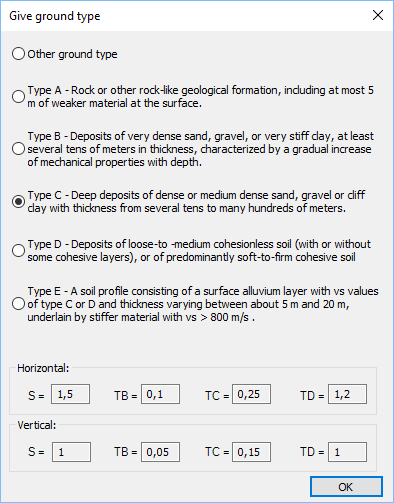 Give ground type
Other ground type
Type A - Rock or other rock-like geological formation, including at most 5
m of weaker material at the surface.
Type B - Deposits of very dense sand, gravel, or very stiff clay, at least
several tens of meters in thickness, characterized by a gradual increase
of mechanical properties with depth.
Type C - Deep deposits of dense or medium dense sand, gravel or cliff
clay with thickness from several tens to many hundreds of meters.
Type D - Deposits of loose-to -medium cohesionless soil (with or without
some cohesive layers), or of predominantly soft-to-firm cohesive soil
Type E - A soil profile consisting of a surface alluvium layer with vs values
of type C or D and thickness varying between about 5 m and 20 m,
underlain by stiffer material with vs > 800 m/s .
Horizontal:
S = 1,5 TB = 0,1 TC = 0,25 TD = 1,2
Vertical:
S = 1 TB = 0,05 TC = 0,15 TD = 1
OK